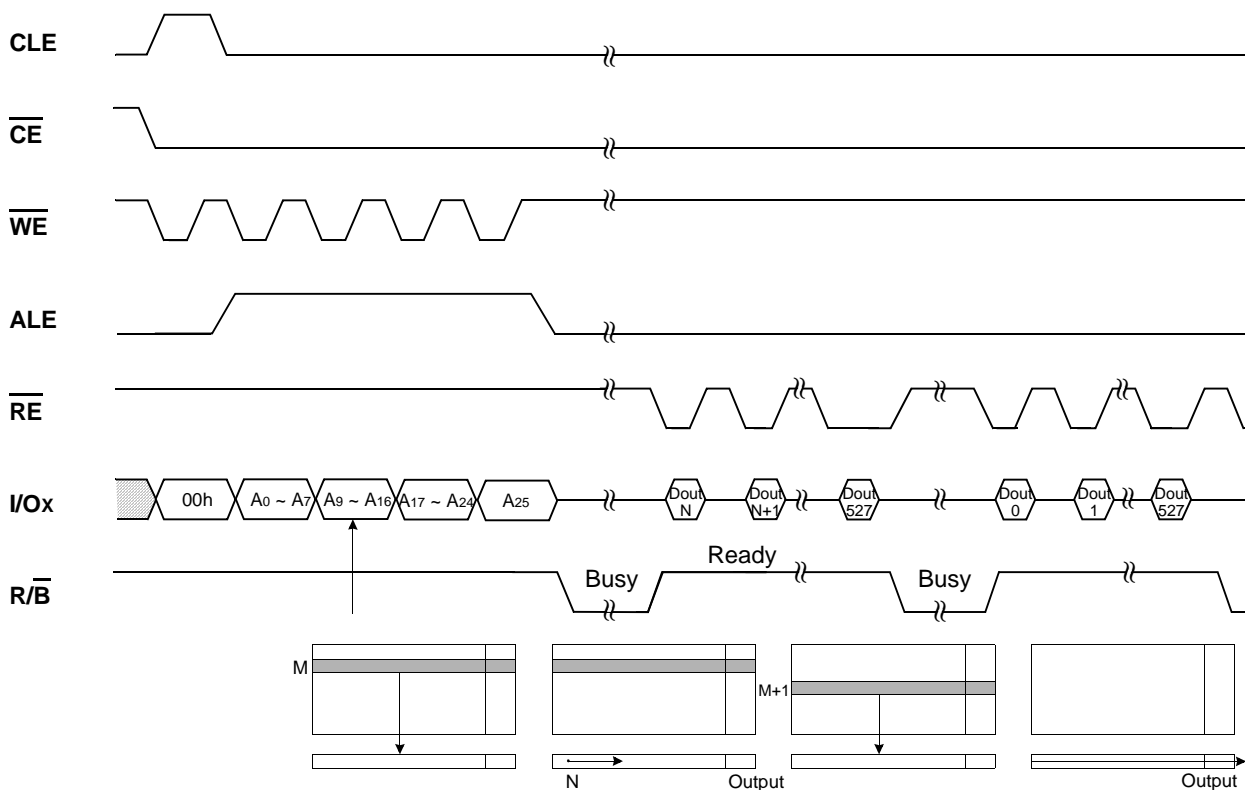 CLE
CE
WE
ALE
RE
I/Ox
00h
A0 ~ A7
A9 ~ A16
A17 ~ A24
A25
Dout
N
Dout
N+1
Dout
527
Dout
0
Dout
1
Dout
527
R/B
Busy
Ready
Busy
M
M+1
N
Output
Output